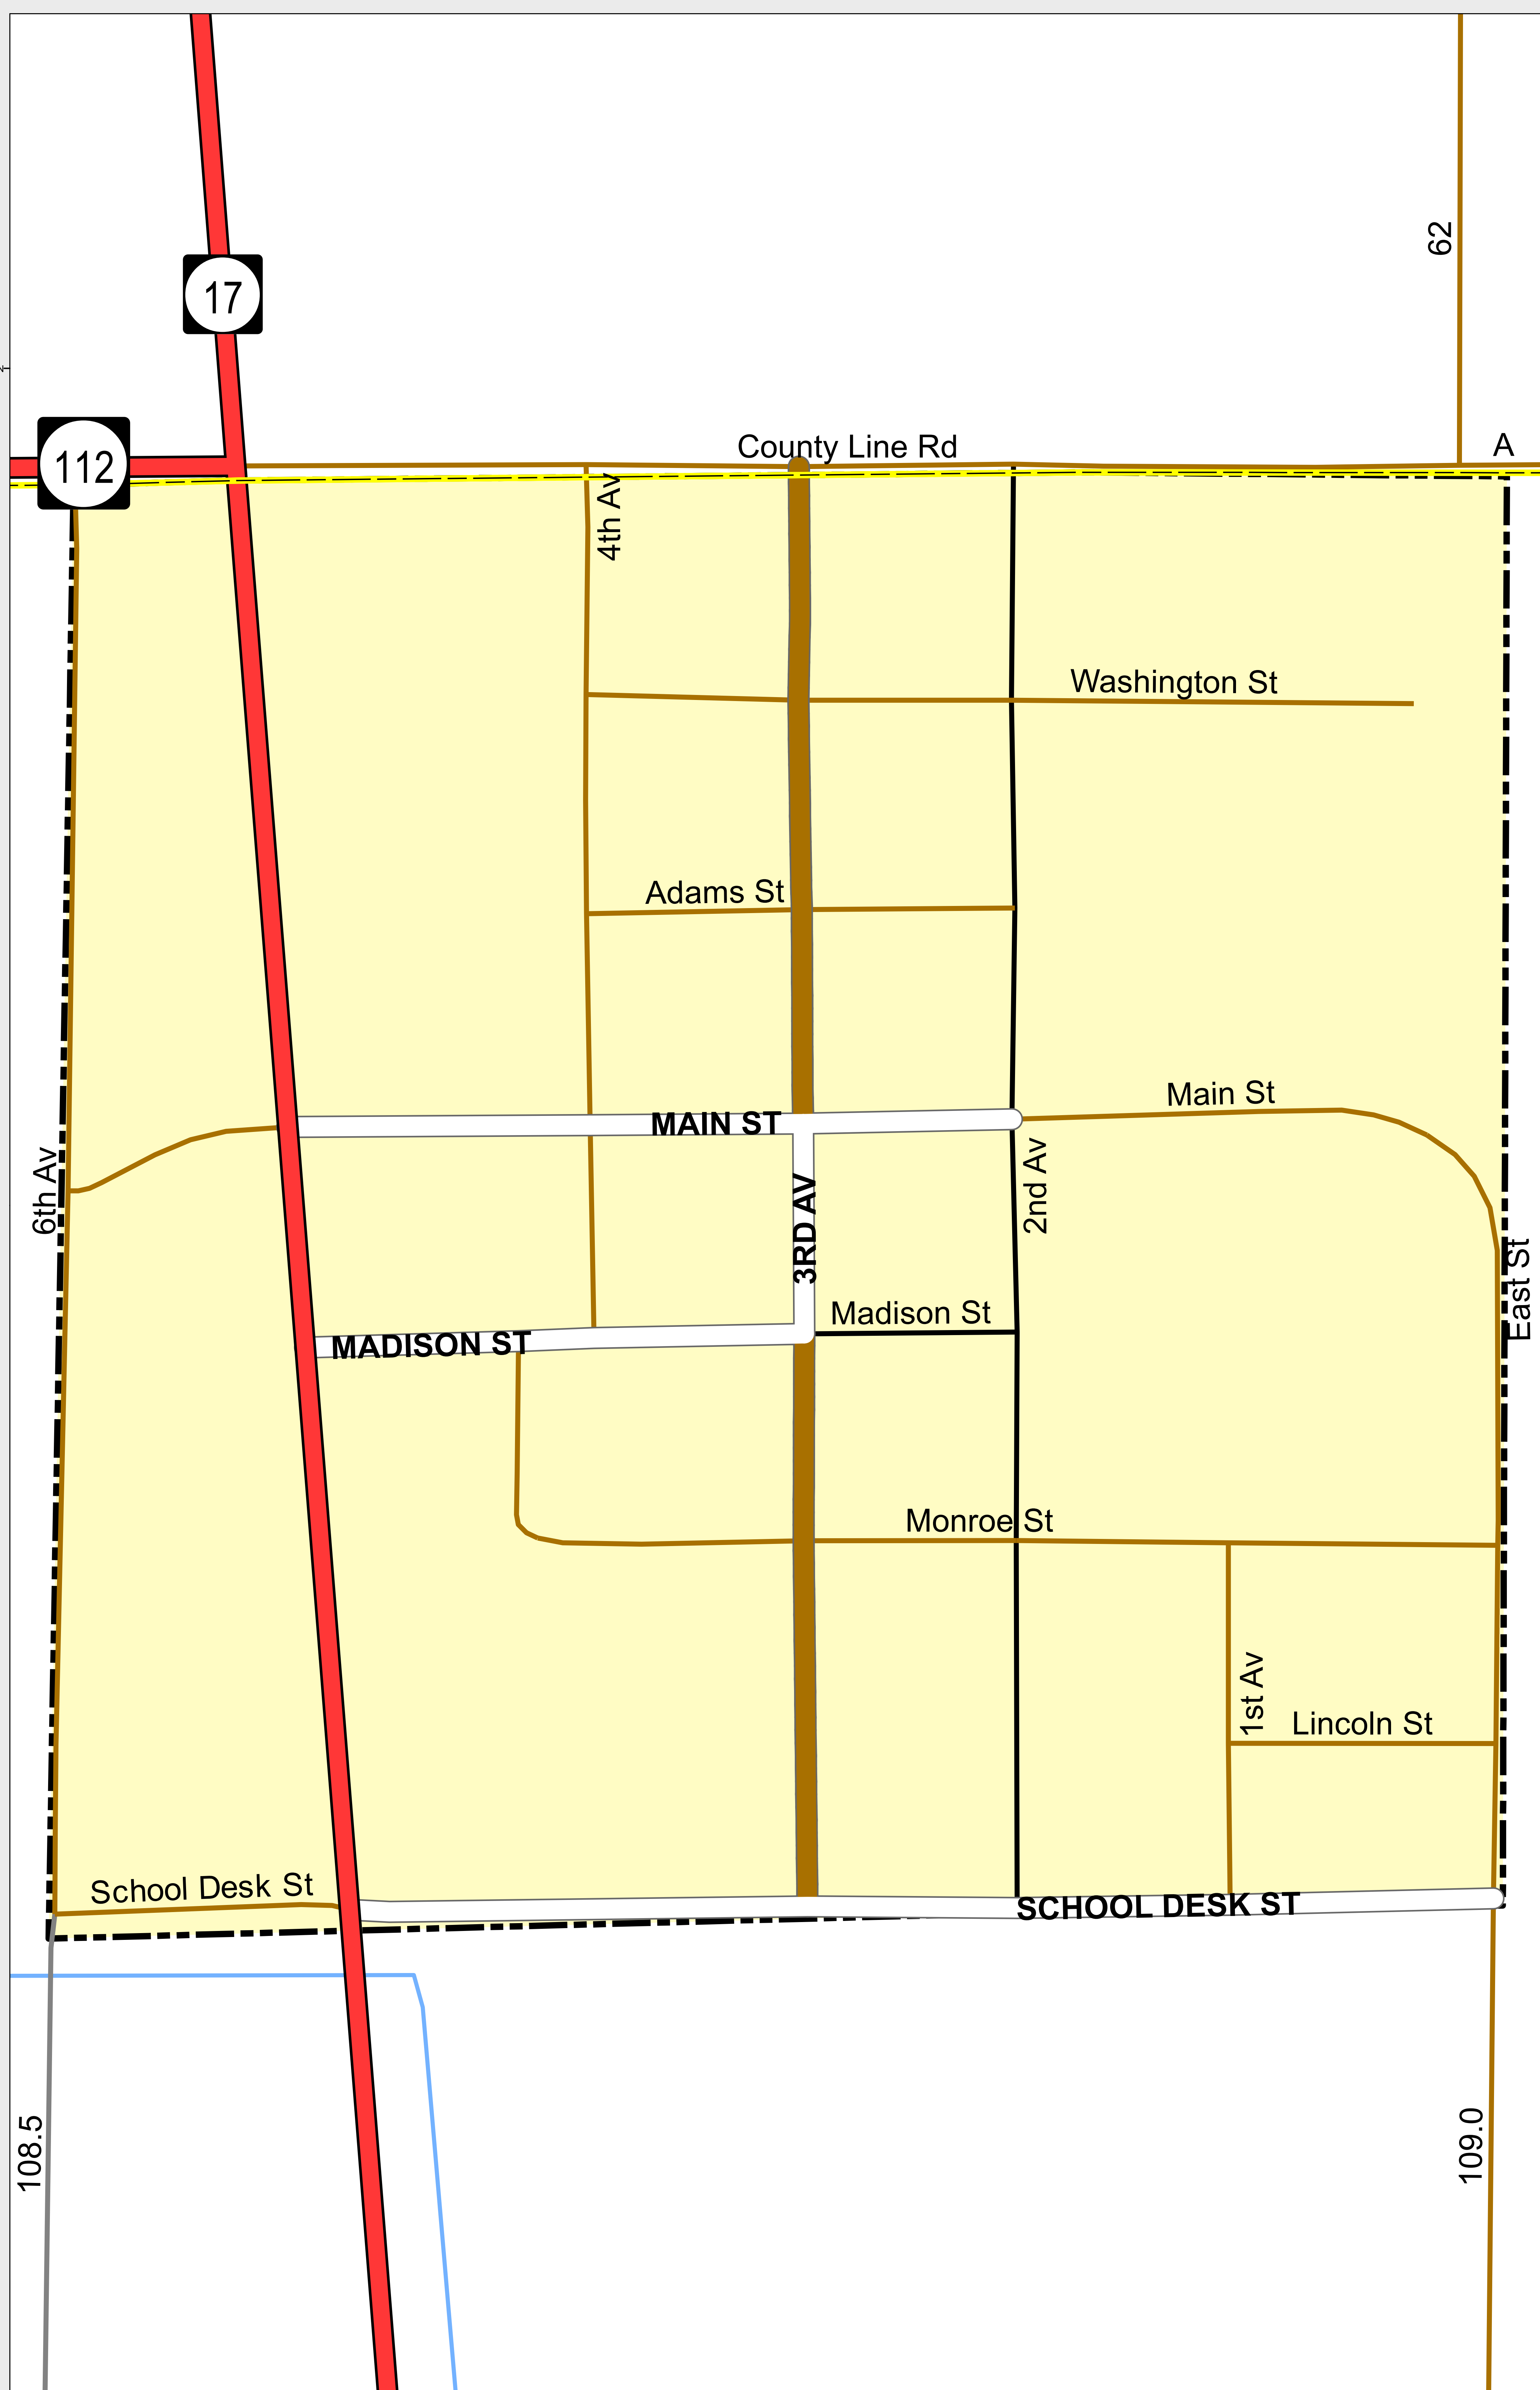 62
17
County Line Rd
A
112
4th Av
Washington St
Adams St
Main St
MAIN ST
6th Av
2nd Av
3RD AV
East St
Madison St
MADISON ST
Monroe St
1st Av
Lincoln St
School Desk St
SCHOOL DESK ST
108.5
109.0